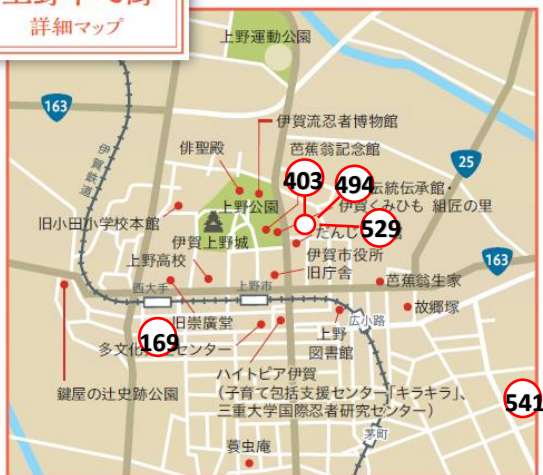 詳細マップ
上野運動公園
163
伊賀流忍者博物館
俳聖殿
芭蕉翁記念館
伊賀鉄道
25
403
494
伝統伝承館・
伊賀くみひも 組匠の里
上野公園
旧小田小学校本館
529
だんじり
伊賀上野城
伊賀市役所
旧庁舎
上野高校
163
芭蕉翁生家
西大手
上野市
故郷塚
旧崇廣堂
広小路
169
上野
図書館
多文化
センター
ハイトピア伊賀
(子育て包括支援センター「キラキラ」、
三重大学国際忍者研究センター)
鍵屋の辻史跡公園
541
茅町
蓑虫庵